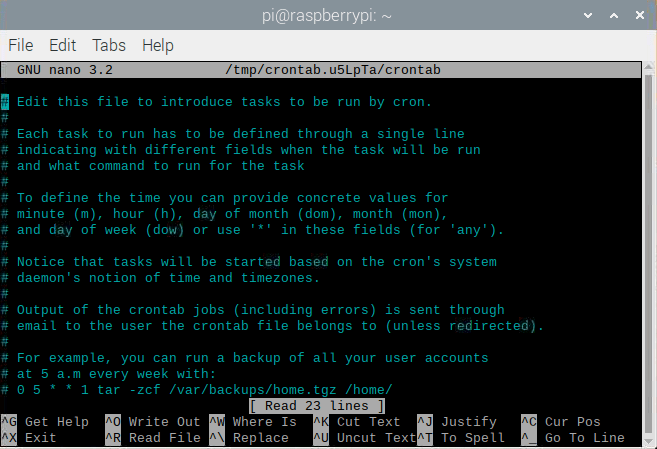 pi@raspberrypi: ~
File Edit Tabs Help
GNU nano 3.2 /tmp/crontab.u5LpTa/crontab
# Edit this file to introduce tasks to be run by cron.
#
# Each task to run has to be defined through a single line
# indicating with different fields when the task will be run
# and what command to run for the task
#
# To define the time you can provide concrete values for
# minute (m), hour (h), day of month (dom), month (mon),
# and day of week (dow) or use '*' in these fields (for 'any').
#
# Notice that tasks will be started based on the cron's system
# daemon's notion of time and timezones.
#
# Output of the crontab jobs (including errors) is sent through
# email to the user the crontab file belongs to (unless redirected).
#
# For example, you can run a backup of all your user accounts
# at 5 a.m every week with:
# 0 5 * * 1 tar -zcf /var/backups/home.tgz /home/
[ Read 23 lines ]
^G Get Help ^O Write Out ^W Where Is ^K Cut Text ^J Justify ^C Cur Pos
^X Exit ^R Read File ^\ Replace ^U Uncut Text ^T To Spell ^_ Go To Line